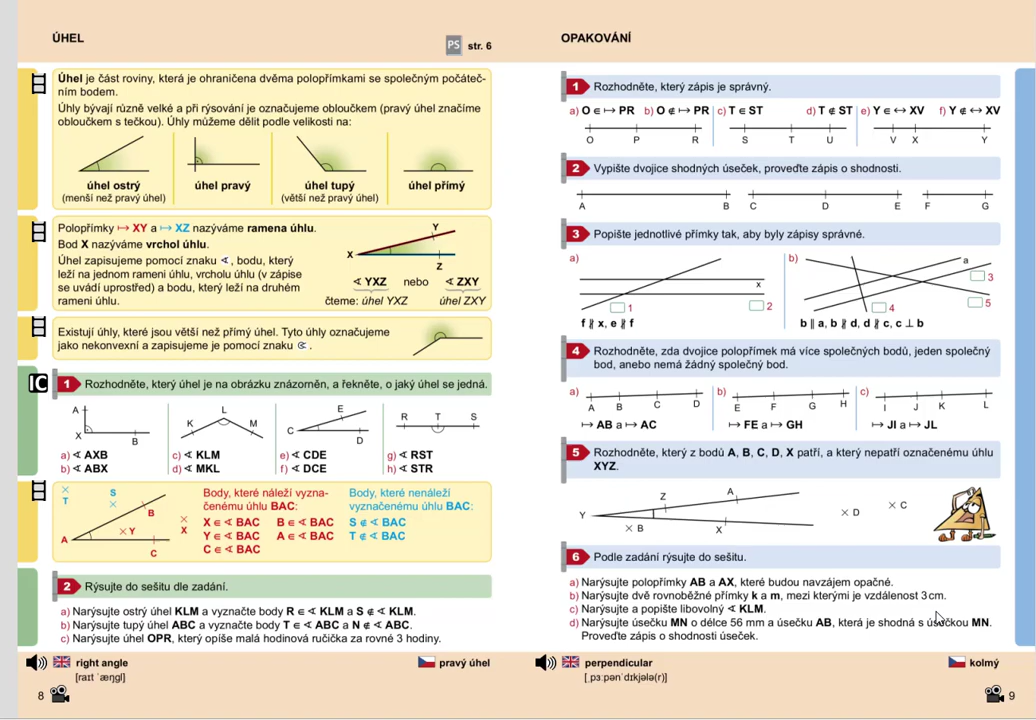 ÚHEL
PS str. 6
Úhel je část roviny, která je ohraničena dvěma polopřímkami se společným počáteč-
ním bodem.
Úhly bývají různě velké a při rýsování je označujeme obloučkem (pravý úhel značíme
obloučkem s tečkou). Úhly můžeme dělit podle velikosti na:
úhel ostrý
(menší než pravý úhel)
úhel pravý
úhel tupý
(větší než pravý úhel)
úhel přímý
Polopřímky ↦ XY a ↦ XZ nazýváme ramena úhlu.
Bod X nazýváme vrchol úhlu.
Úhel zapisujeme pomocí znaku ∢, bodu, který
leží na jednom rameni úhlu, vrcholu úhlu (v zápise
se uvádí uprostřed) a bodu, který leží na druhém
rameni úhlu.
Y
X
Z
∢ YXZ nebo ∢ ZXY
čteme: úhel YXZ úhel ZXY
Existují úhly, které jsou větší než přímý úhel. Tyto úhly označujeme
jako nekonvexní a zapisujeme je pomocí znaku ∢.
IC 1 Rozhodněte, který úhel je na obrázku znázorněn, a řekněte, o jaký úhel se jedná.
A X B
L K M
E C D
R T S
a) ∢ AXB c) ∢ KLM e) ∢ CDE g) ∢ RST
b) ∢ ABX d) ∢ MKL f) ∢ DCE h) ∢ STR
T S B Y A C X
Body, které náleží vyzna-
čenému úhlu BAC:
X ∈ ∢ BAC B ∈ ∢ BAC
Y ∈ ∢ BAC A ∈ ∢ BAC
C ∈ ∢ BAC
Body, které nenáleží
vyznačenému úhlu BAC:
S ∉ ∢ BAC
T ∉ ∢ BAC
2 Rýsujte do sešitu dle zadání.
a) Narýsujte ostrý úhel KLM a vyznačte body R ∈ ∢ KLM a S ∉ ∢ KLM.
b) Narýsujte tupý úhel ABC a vyznačte body T ∈ ∢ ABC a N ∉ ∢ ABC.
c) Narýsujte úhel OPR, který opíše malá hodinová ručička za rovné 3 hodiny.
right angle
[raɪt ˈæŋgl]
pravý úhel
8
OPAKOVÁNÍ
1 Rozhodněte, který zápis je správný.
a) O ∈ ↦ PR b) O ∉ ↦ PR c) T ∈ ST d) T ∉ ST e) Y ∈ ↔ XV f) Y ∉ ↔ XV
O P R S T U V X Y
2 Vypište dvojice shodných úseček, proveďte zápis o shodnosti.
A B C D E F G
3 Popište jednotlivé přímky tak, aby byly zápisy správné.
a) x 1 2
b) a 3 4 5
f ∦ x, e ∦ f
b ∥ a, b ∦ d, d ∦ c, c ⊥ b
4 Rozhodněte, zda dvojice polopřímek má více společných bodů, jeden společný
bod, anebo nemá žádný společný bod.
a) A B C D
b) E F G H
c) I J K L
↦ AB a ↦ AC ↦ FE a ↦ GH ↦ JI a ↦ JL
5 Rozhodněte, který z bodů A, B, C, D, X patří, a který nepatří označenému úhlu
XYZ.
Y Z A B X D C
6 Podle zadání rýsujte do sešitu.
a) Narýsujte polopřímky AB a AX, které budou navzájem opačné.
b) Narýsujte dvě rovnoběžné přímky k a m, mezi kterými je vzdálenost 3 cm.
c) Narýsujte a popište libovolný ∢ KLM.
d) Narýsujte úsečku MN o délce 56 mm a úsečku AB, která je shodná s úsečkou MN.
Proveďte zápis o shodnosti úseček.
perpendicular
[ˌpɜːpənˈdɪkjələ(r)]
kolmý
9